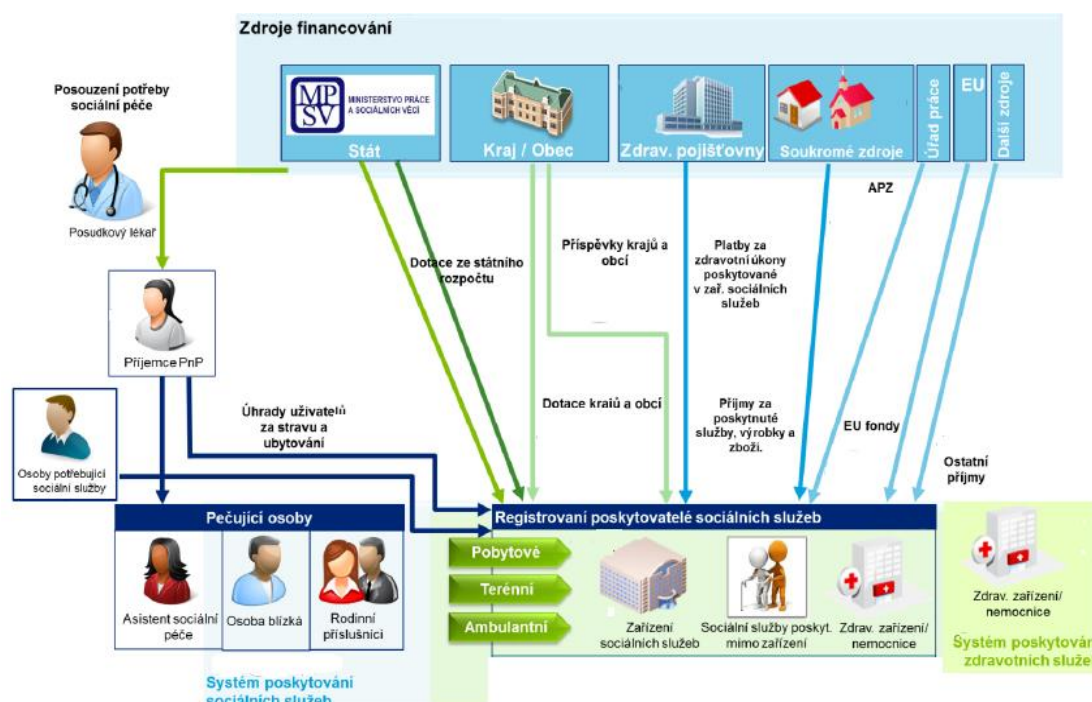 Zdroje financování
Posouzení potřeby
sociální péče
MP
SV
MINISTERSTVO PRÁCE
A SOCIÁLNÍCH VĚCÍ
Stát
Kraj / Obec
Zdrav. pojišťovny
Soukromé zdroje
Úřad práce
EU
Další zdroje
Posudkový lékař
APZ
Dotace ze státního
rozpočtu
Příspěvky krajů a
obcí
Platby za
zdravotní úkony
poskytované
v zař. sociálních
služeb
Příjemce PnP
Úhrady uživatelů
za stravu a
ubytování
Dotace krajů a obcí
Příjmy za
poskytnuté
služby, výrobky a
zboží.
EU fondy
Ostatní
příjmy
Osoby potřebující
sociální služby
Pečující osoby
Asistent sociální
péče
Osoba blízká
Rodinní
příslušníci
Registrovaní poskytovatelé sociálních služeb
Pobytové
Terénní
Ambulantní
Zařízení
sociálních služeb
Sociální služby poskyt.
mimo zařízení
Zdrav. zařízení/
nemocnice
Zdrav. zařízení/
nemocnice
Systém poskytován
zdravotních služe
Systém poskytování
sociálních služeb